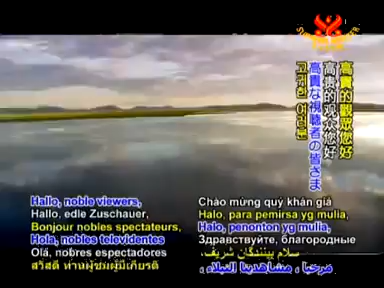 高貴的觀眾您好
高贵的观众您好
高貴な視聴者の皆さま
고귀한 여러분
Hallo, noble viewers,
Hallo, edle Zuschauer,
Bonjour nobles spectateurs,
Hola, nobles televidentes
Olá, nobres espectadores
สวัสดี ท่านผู้ชมผู้มีเกียรติ
Chào mừng quý khán giả
Halo, para pemirsa yg mulia,
Halo, penonton yg mulia,
Здравствуйте, благородные
سلام بینندگان شریف،
مرحبا ، مشاهدينا النبلاء ،